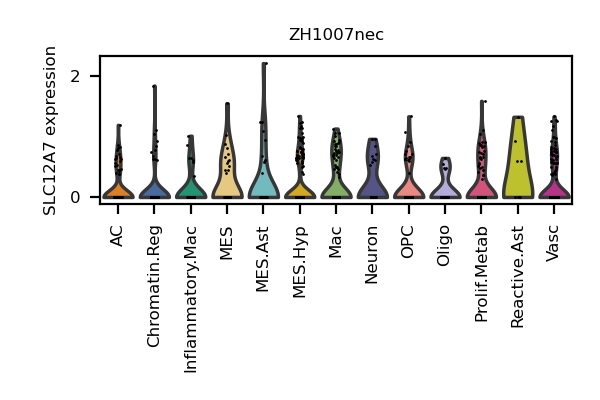 ZH1007nec
SLC12A7 expression
2
0
AC
Chromatin.Reg
Inflammatory.Mac
MES
MES.Ast
MES.Hyp
Mac
Neuron
OPC
Oligo
Prolif.Metab
Reactive.Ast
Vasc